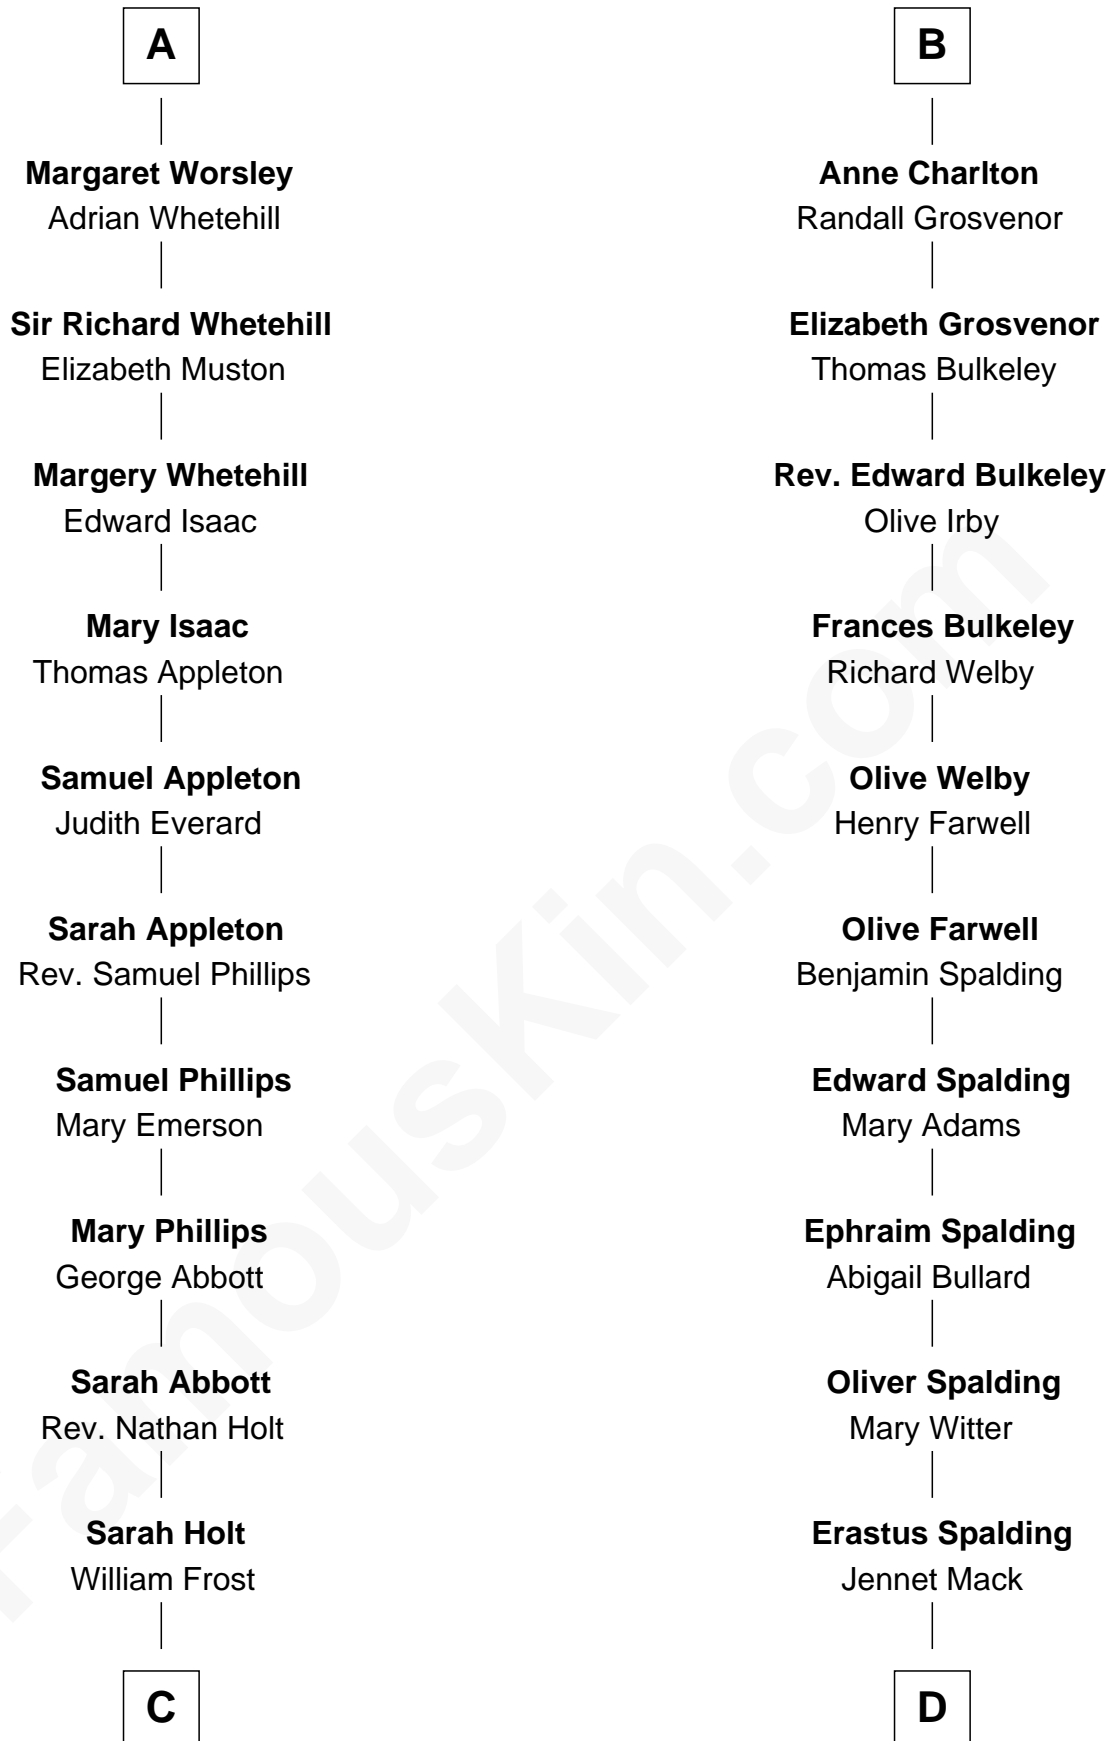 A
Margaret Worsley
Adrian Whetehill
Sir Richard Whetehill
Elizabeth Muston
Margery Whetehill
Edward Isaac
Mary Isaac
Thomas Appleton
Samuel Appleton
Judith Everard
Sarah Appleton
Rev. Samuel Phillips
Samuel Phillips
Mary Emerson
Mary Phillips
George Abbott
Sarah Abbott
Rev. Nathan Holt
Sarah Holt
William Frost
C
B
Anne Charlton
Randall Grosvenor
Elizabeth Grosvenor
Thomas Bulkeley
Rev. Edward Bulkeley
Olive Irby
Frances Bulkeley
Richard Welby
Olive Welby
Henry Farwell
Olive Farwell
Benjamin Spalding
Edward Spalding
Mary Adams
Ephraim Spalding
Abigail Bullard
Oliver Spalding
Mary Witter
Erastus Spalding
Jennet Mack
D
FamousKin.com